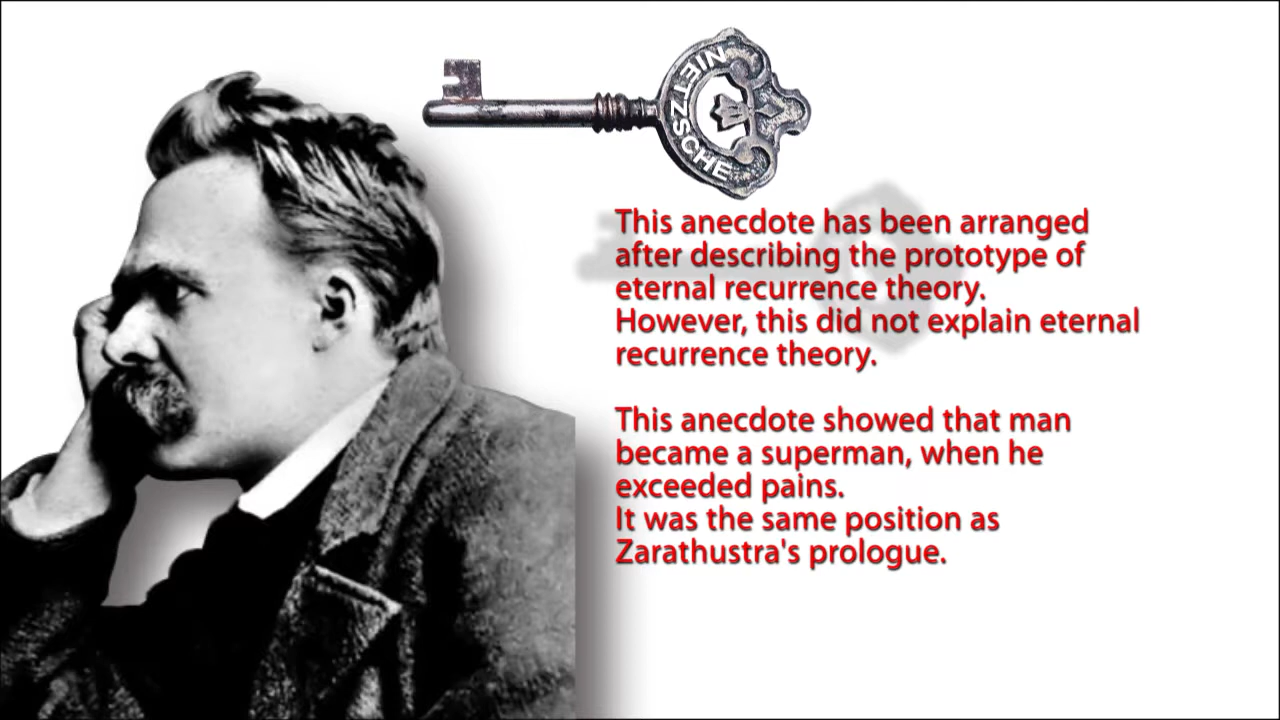 NIETZSCHE
This anecdote has been arranged
after describing the prototype of
eternal recurrence theory.
However, this did not explain eternal
recurrence theory.
This anecdote showed that man
became a superman, when he
exceeded pains.
It was the same position as
Zarathustra's prologue.